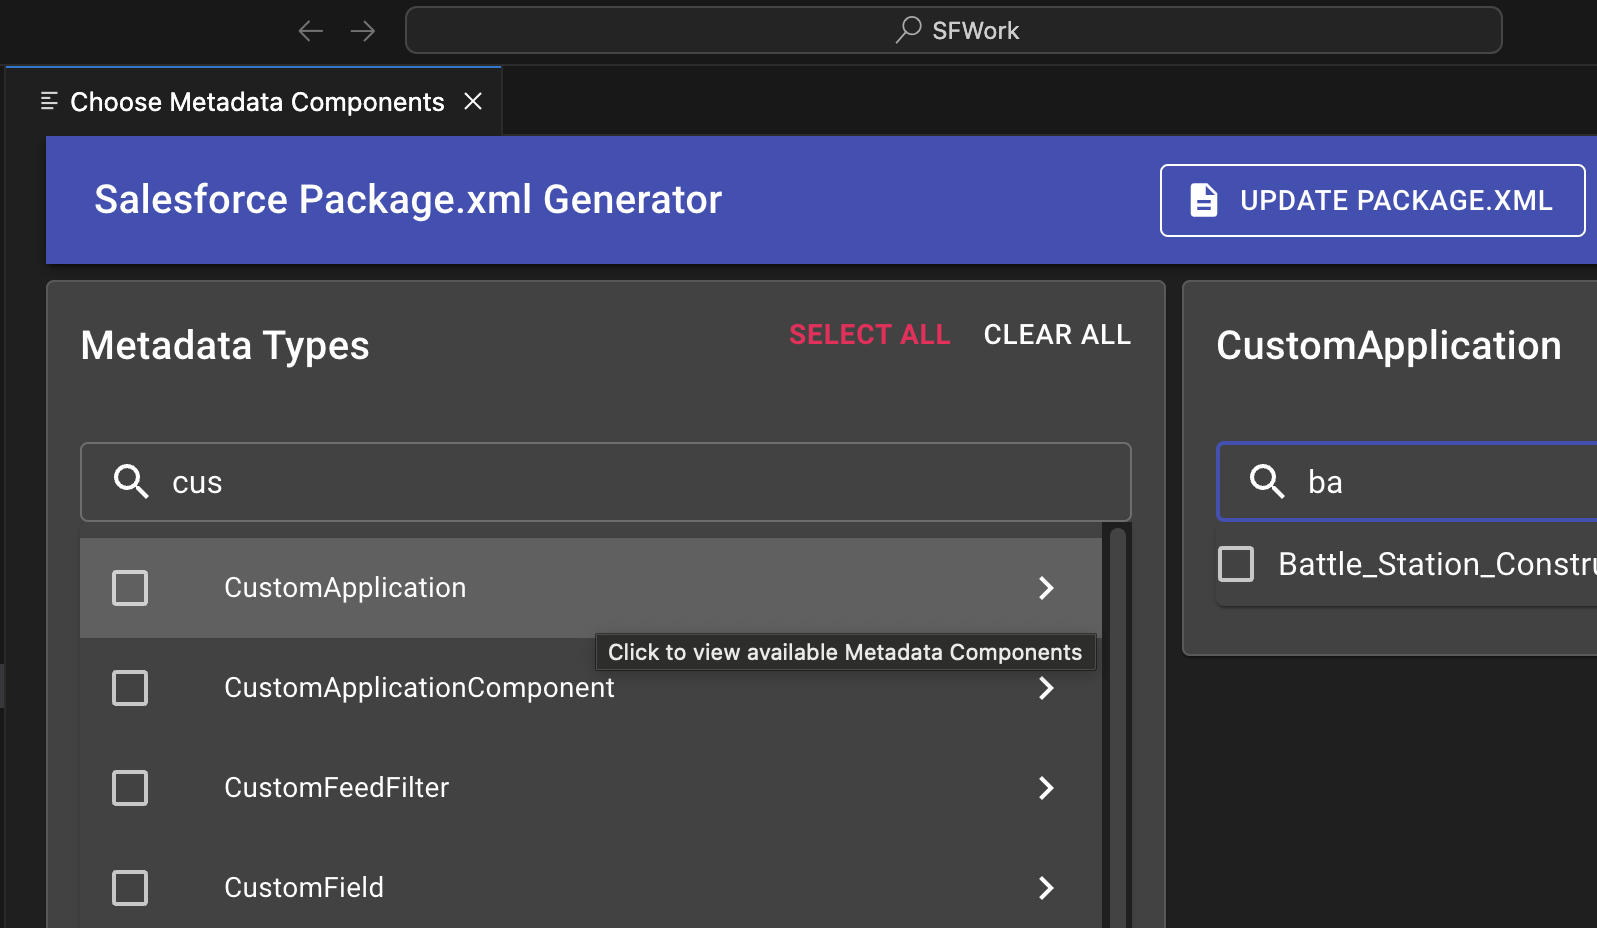 SFWork
Choose Metadata Components
Salesforce Package.xml Generator
UPDATE PACKAGE.XML
Metadata Types
SELECT ALL
CLEAR ALL
cus
CustomApplication
Click to view available Metadata Components
CustomApplicationComponent
CustomFeedFilter
CustomField
CustomApplication
ba
Battle_Station_Constru